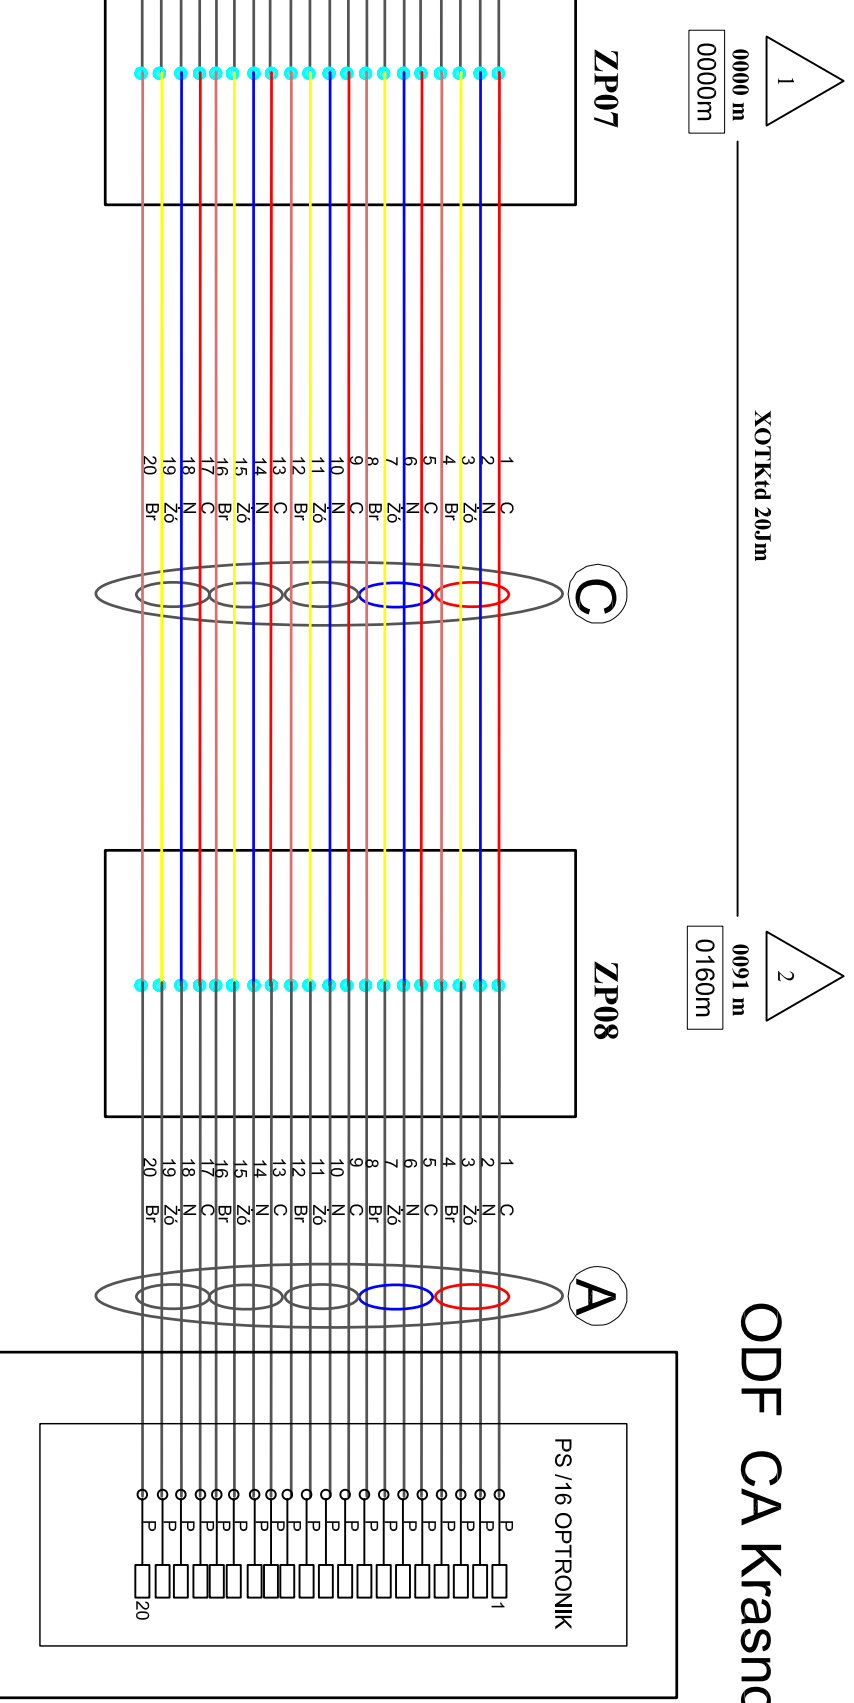 1
2
ODF CA Krasno
XOTKtd 20Jm
0000 m
0091 m
0000m
0160m
ZP07
C
ZP08
A
PS /16 OPTRONIK
1 C 1 C P 1
2 N 2 N P
3 Żó 3 Żó P
4 Br 4 Br P
5 C 5 C P
6 N 6 N P
7 Żó 7 Żó P
8 Br 8 Br P
9 C 9 C P
10 N 10 N P
11 Żó 11 Żó P
12 Br 12 Br P
13 C 13 C P
14 N 14 N P
15 Żó 15 Żó P
16 Br 16 Br P
17 C 17 C P
18 N 18 N P
19 Żó 19 Żó P
20 Br 20 Br P 20